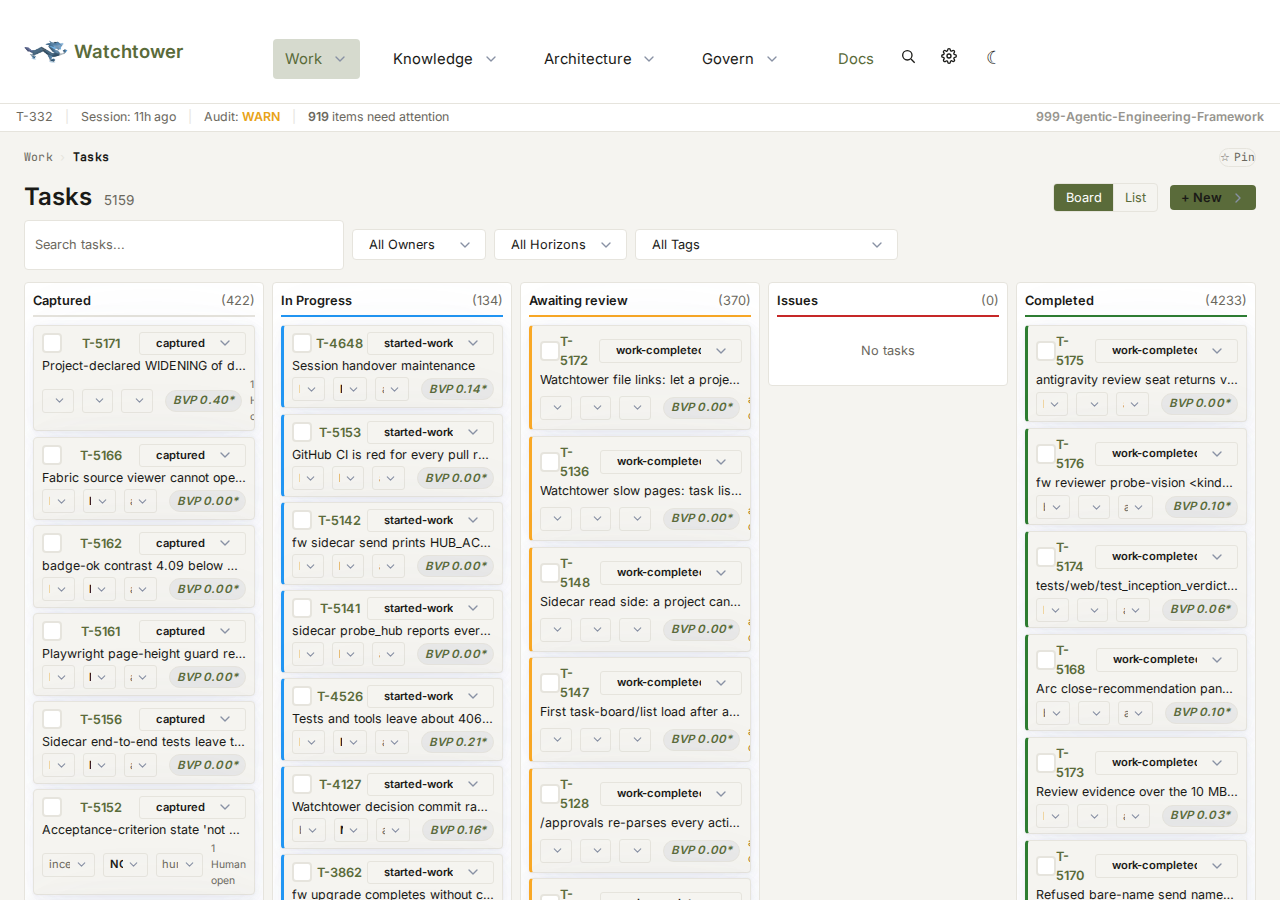 Watchtower
Work
Knowledge
Architecture
Govern
Docs
T-332
Session: 11h ago
Audit: WARN
919 items need attention
999-Agentic-Engineering-Framework
Work › Tasks
☆ Pin
Tasks 5159
Board
List
+ New
Search tasks...
All Owners
All Horizons
All Tags
Captured (422)
T-5171 captured
Project-declared WIDENING of d...
BVP 0.40*
T-5166 captured
Fabric source viewer cannot ope...
BVP 0.00*
T-5162 captured
badge-ok contrast 4.09 below ...
BVP 0.00*
T-5161 captured
Playwright page-height guard re...
BVP 0.00*
T-5156 captured
Sidecar end-to-end tests leave t...
BVP 0.00*
T-5152 captured
Acceptance-criterion state 'not ...
1
Human
open
In Progress (134)
T-4648 started-work
Session handover maintenance
BVP 0.14*
T-5153 started-work
GitHub CI is red for every pull r...
BVP 0.00*
T-5142 started-work
fw sidecar send prints HUB_AC...
BVP 0.00*
T-5141 started-work
sidecar probe_hub reports ever...
BVP 0.00*
T-4526 started-work
Tests and tools leave about 406...
BVP 0.21*
T-4127 started-work
Watchtower decision commit ra...
BVP 0.16*
T-3862 started-work
fw upgrade completes without c...
Awaiting review (370)
T-5172 work-completed
Watchtower file links: let a proje...
BVP 0.00*
T-5136 work-completed
Watchtower slow pages: task lis...
BVP 0.00*
T-5148 work-completed
Sidecar read side: a project can...
BVP 0.00*
T-5147 work-completed
First task-board/list load after a...
BVP 0.00*
T-5128 work-completed
/approvals re-parses every acti...
BVP 0.00*
T-
Issues (0)
No tasks
Completed (4233)
T-5175 work-completed
antigravity review seat returns v...
BVP 0.00*
T-5176 work-completed
fw reviewer probe-vision <kind...
BVP 0.10*
T-5174 work-completed
tests/web/test_inception_verdict...
BVP 0.06*
T-5168 work-completed
Arc close-recommendation pan...
BVP 0.10*
T-5173 work-completed
Review evidence over the 10 MB...
BVP 0.03*
T-5170 work-completed
Refused bare-name send name...